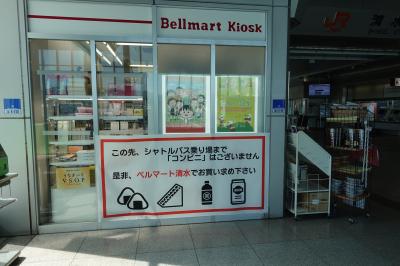 Bellmart Kiosk
JR
この先、シャトルバス乗り場まで
「コンビニ」はございません
是非、ベルマート清水でお買い求め下さい
V.S.O.P